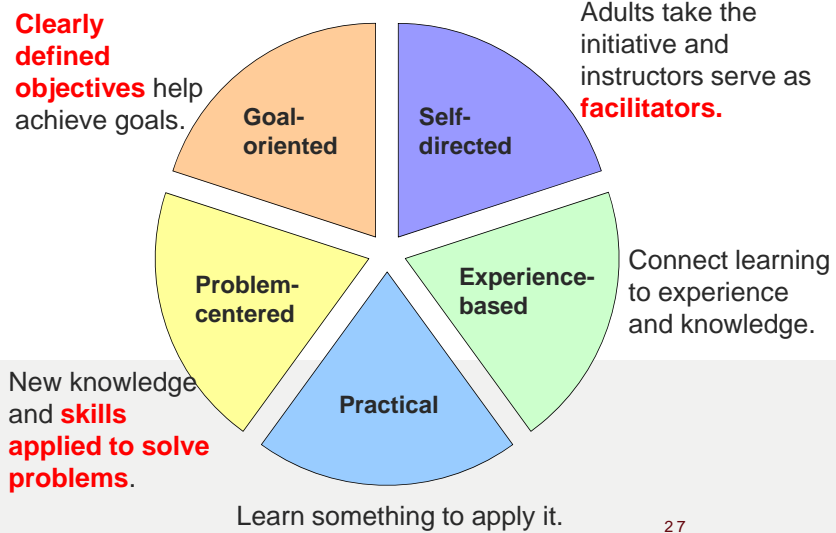 Clearly
defined
objectives help
achieve goals.
Adults take the
initiative and
instructors serve as
facilitators.
Goal-
oriented
Self-
directed
Problem-
centered
Experience-
based
Connect learning
to experience
and knowledge.
New knowledge
and skills
applied to solve
problems.
Practical
Learn something to apply it.
27